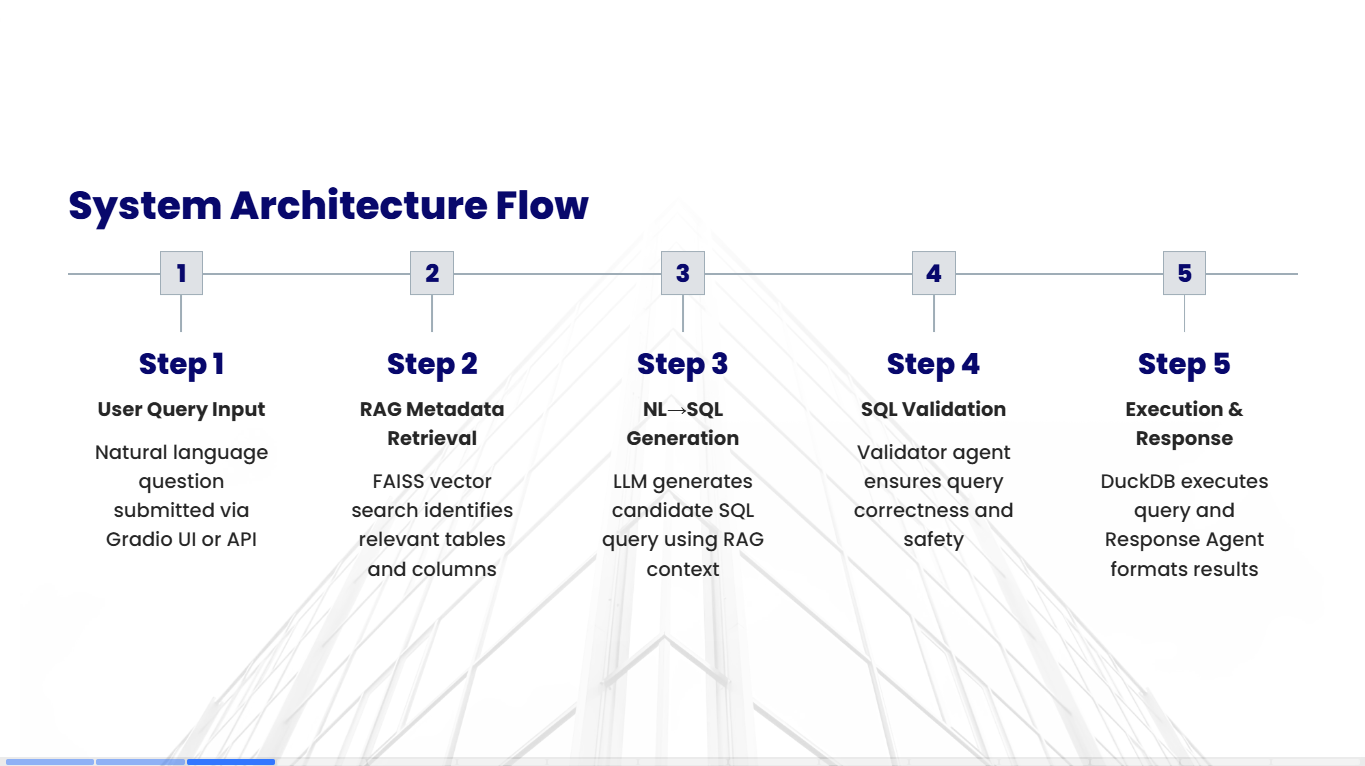 System Architecture Flow
1
2
3
4
5
Step 1
User Query Input
Natural language
question
submitted via
Gradio UI or API
Step 2
RAG Metadata
Retrieval
FAISS vector
search identifies
relevant tables
and columns
Step 3
NL→SQL
Generation
LLM generates
candidate SQL
query using RAG
context
Step 4
SQL Validation
Validator agent
ensures query
correctness and
safety
Step 5
Execution &
Response
DuckDB executes
query and
Response Agent
formats results